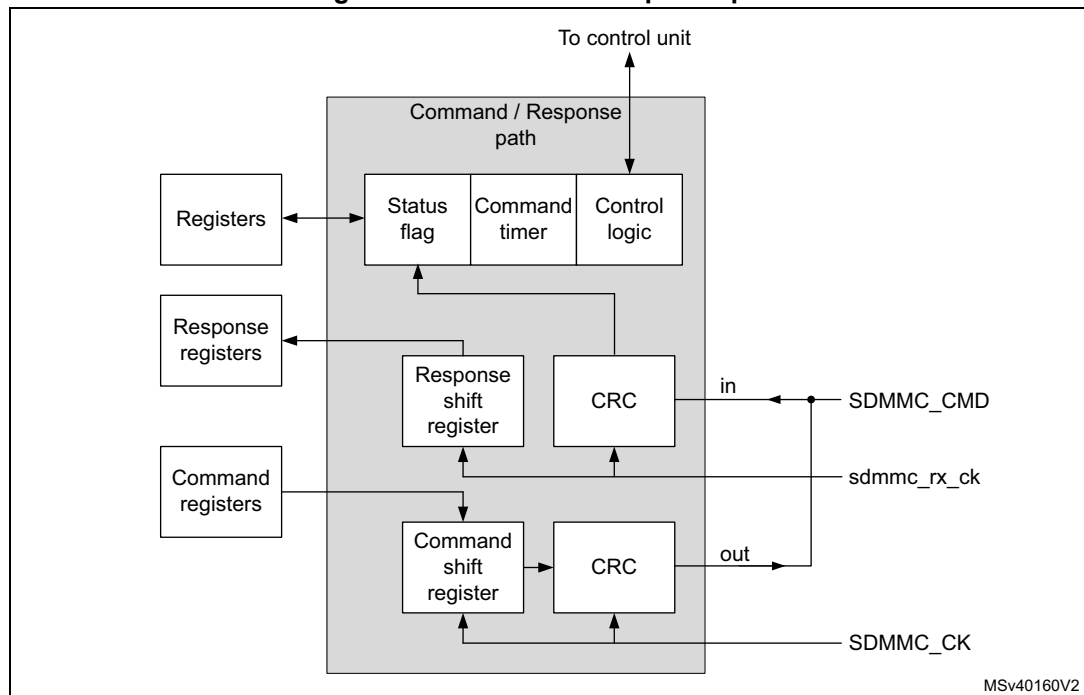 To control unit
Command / Response
path
Registers
Status
flag
Command
timer
Control
logic
Response
registers
Response
shift
register
CRC
in
SDMMC_CMD
sdmmc_rx_ck
Command
registers
Command
shift
register
CRC
out
SDMMC_CK
MSv40160V2